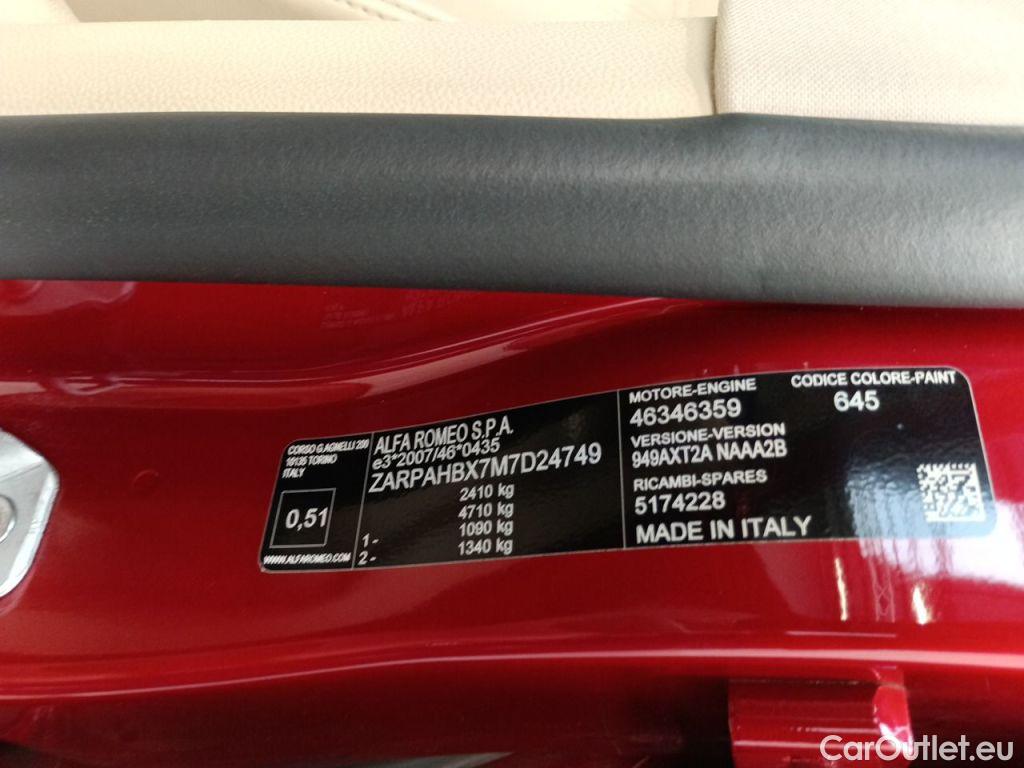 CORSO G.AGNELLI 200
10135 TORINO
ITALY
0,51
WWW.ALFAROMEO.COM
ALFA ROMEO S.P.A.
e3*2007/46*0435
ZARPAHBX7M7D24749
2410 kg
4710 kg
1 - 1090 kg
2 - 1340 kg
MOTORE-ENGINE
46346359
VERSIONE-VERSION
949AXT2A NAAA2B
RICAMBI-SPARES
5174228
MADE IN ITALY
CODICE COLORE-PAINT
645
CarOutlet.eu